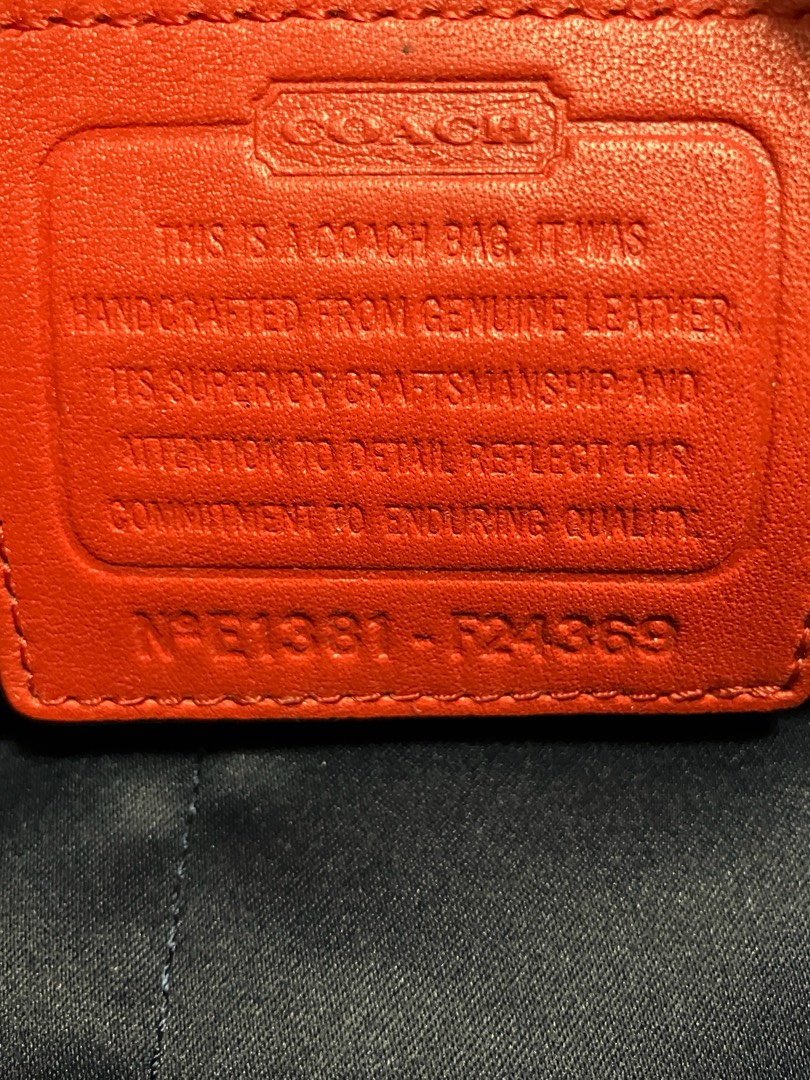 COACH
THIS IS A COACH BAG. IT WAS
HANDCRAFTED FROM GENUINE LEATHER.
ITS SUPERIOR CRAFTSMANSHIP AND
ATTENTION TO DETAIL REFLECT OUR
COMMITMENT TO ENDURING QUALITY.
Nº E1381 - F24369